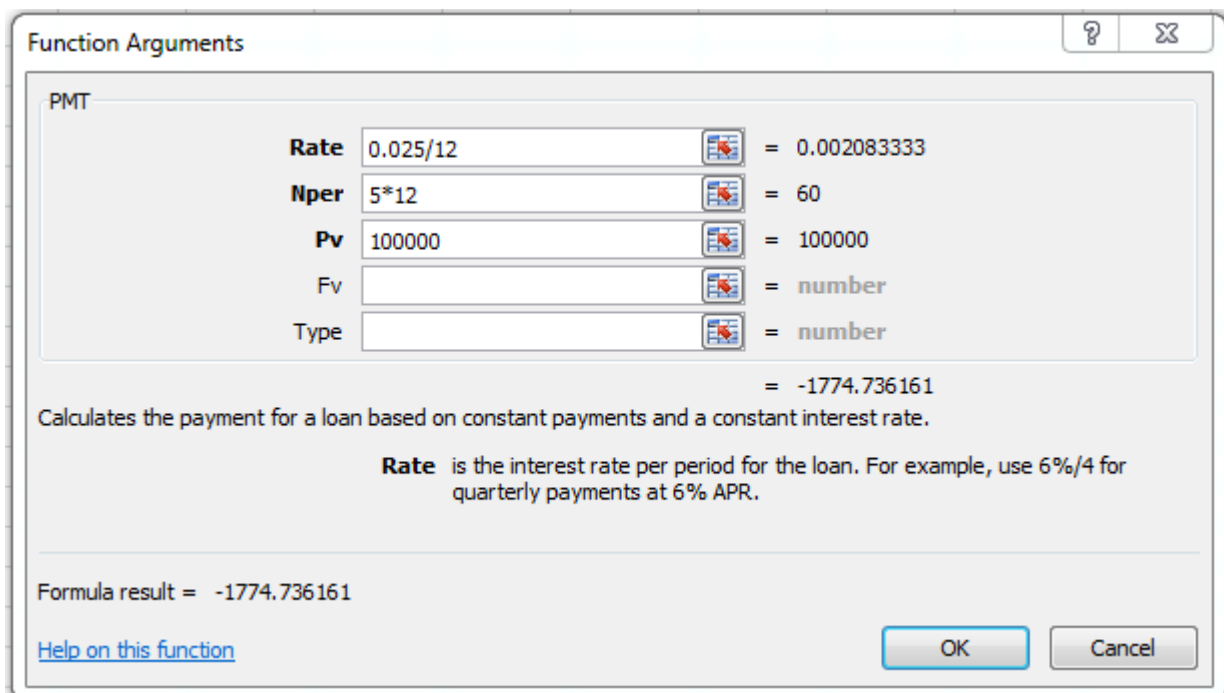 Function Arguments
?
PMT
Rate 0.025/12 = 0.002083333
Nper 5*12 = 60
Pv 100000 = 100000
Fv = number
Type = number
= -1774.736161
Calculates the payment for a loan based on constant payments and a constant interest rate.
Rate is the interest rate per period for the loan. For example, use 6%/4 for
quarterly payments at 6% APR.
Formula result = -1774.736161
Help on this function
OK Cancel